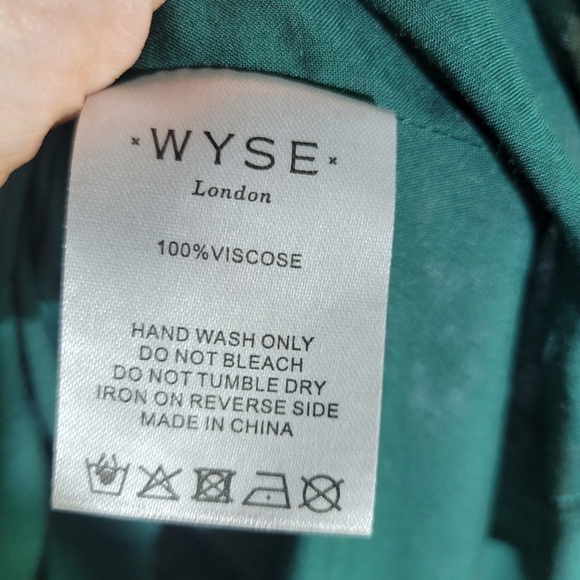 WYSE
London
100%VISCOSE
HAND WASH ONLY
DO NOT BLEACH
DO NOT TUMBLE DRY
IRON ON REVERSE SIDE
MADE IN CHINA